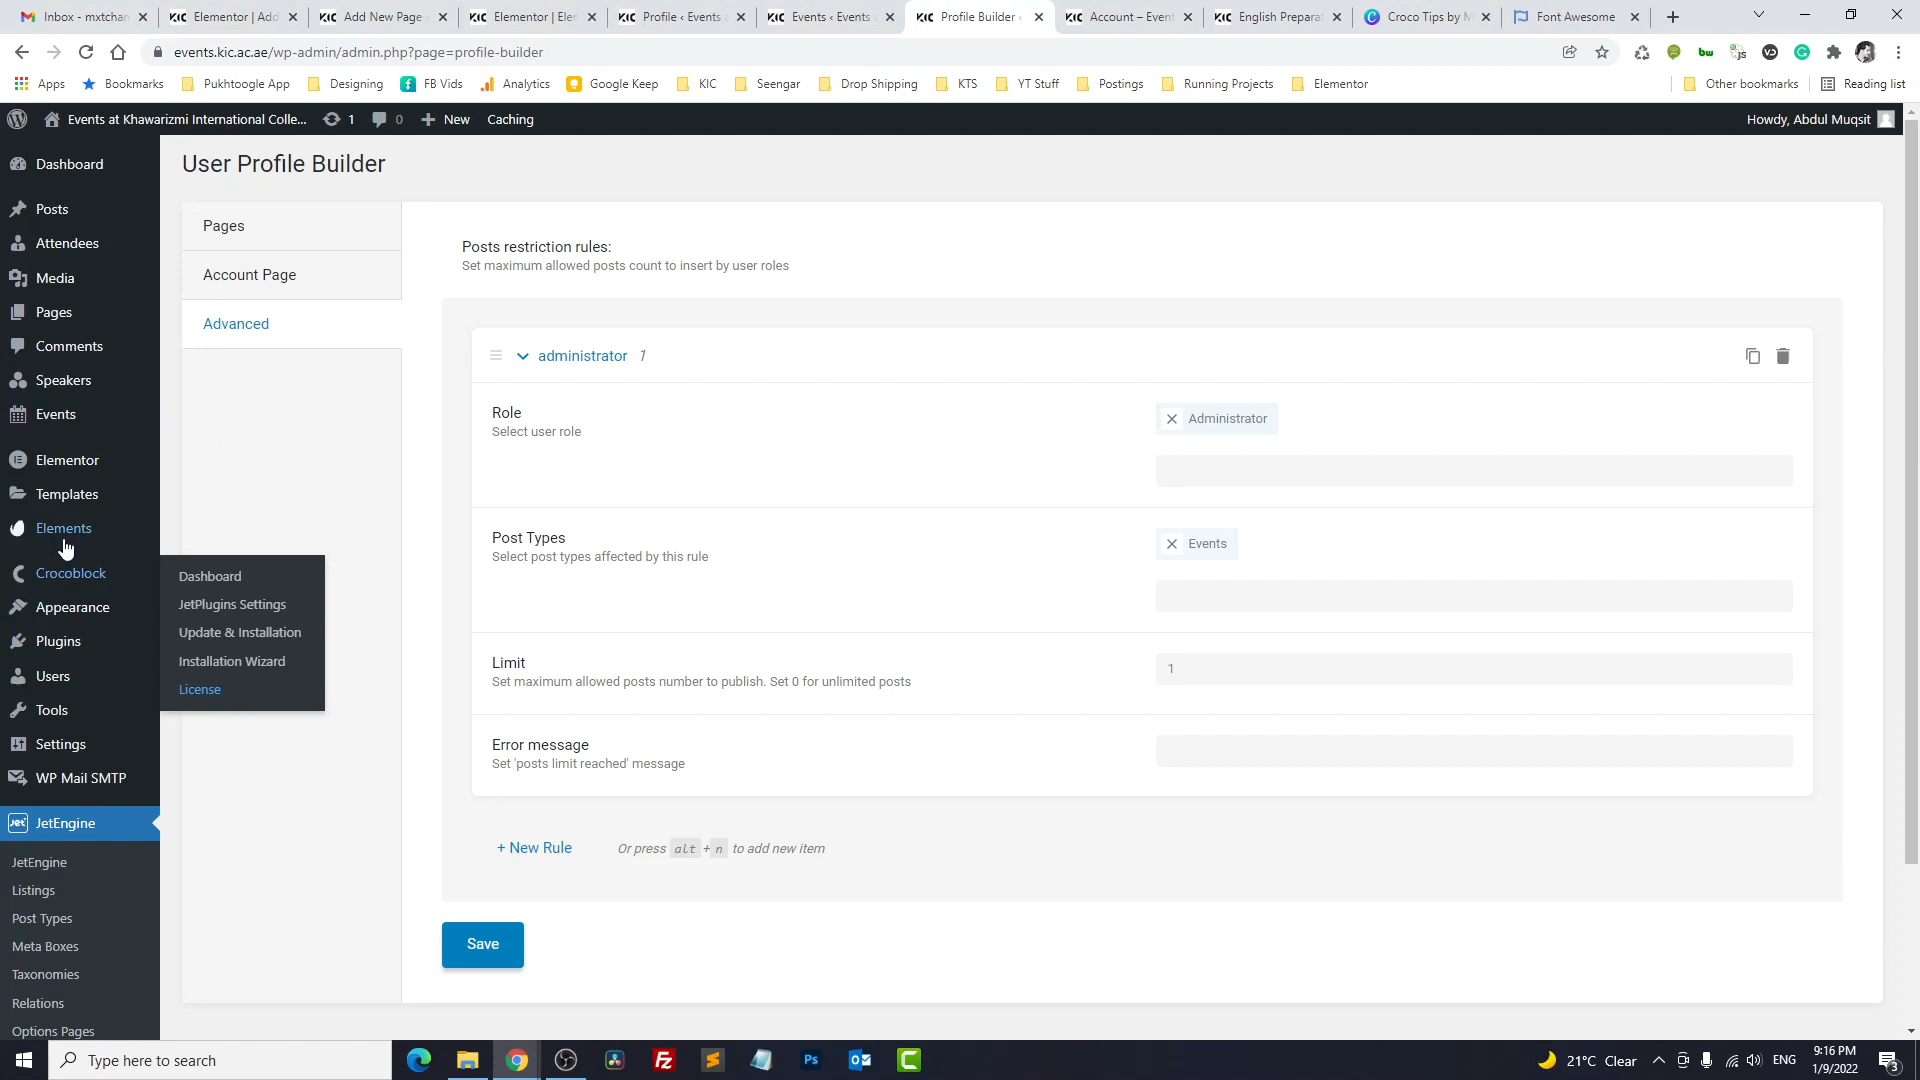 Inbox - mxtchan
Elementor | Add
Add New Page ‹
Elementor | Elen
Profile ‹ Events
Events ‹ Events
Profile Builder ‹
Account – Event
English Preparat
Croco Tips by M
Font Awesome
events.kic.ac.ae/wp-admin/admin.php?page=profile-builder
Apps
Bookmarks
Pukhtoogle App
Designing
FB Vids
Analytics
Google Keep
KIC
Seengar
Drop Shipping
KTS
YT Stuff
Postings
Running Projects
Elementor
Other bookmarks
Reading list
Events at Khawarizmi International Colle...
1
0
New
Caching
Howdy, Abdul Muqsit
Dashboard
Posts
Attendees
Media
Pages
Comments
Speakers
Events
Elementor
Templates
Elements
Crocoblock
Appearance
Plugins
Users
Tools
Settings
WP Mail SMTP
JetEngine
JetEngine
Listings
Post Types
Meta Boxes
Taxonomies
Relations
Options Pages
Dashboard
JetPlugins Settings
Update & Installation
Installation Wizard
License
User Profile Builder
Pages
Account Page
Advanced
Posts restriction rules:
Set maximum allowed posts count to insert by user roles
administrator 1
Role
Select user role
Administrator
Post Types
Select post types affected by this rule
Events
Limit
Set maximum allowed posts number to publish. Set 0 for unlimited posts
1
Error message
Set 'posts limit reached' message
+ New Rule
Or press alt + n to add new item
Save
Type here to search
21°C Clear
ENG
9:16 PM
1/9/2022
3